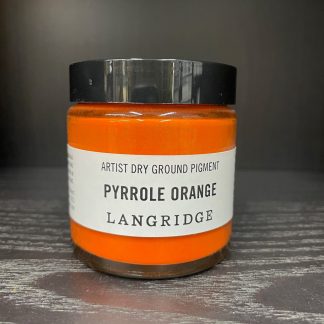 ARTIST DRY GROUND PIGMENT
PYRROLE ORANGE
LANGRIDGE